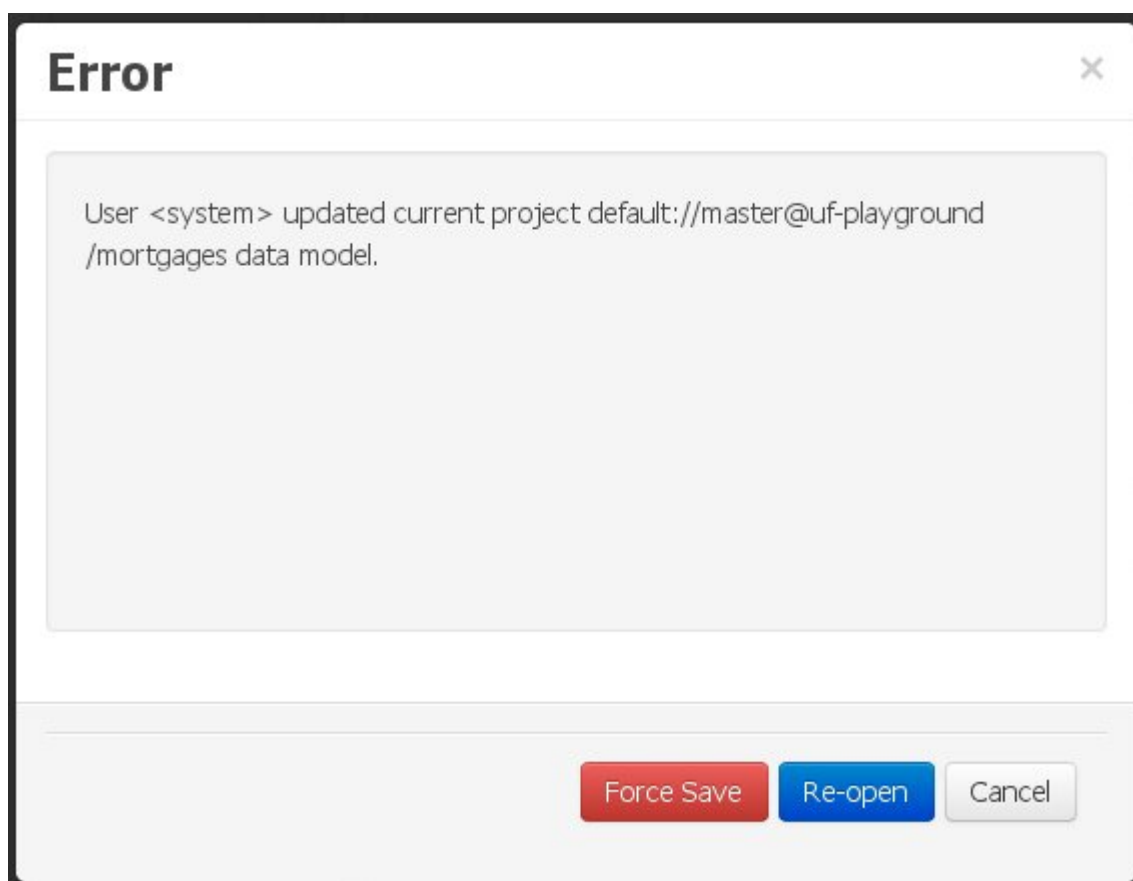 Error
×
User <system> updated current project default://master@uf-playground
/mortgages data model.
Force Save
Re-open
Cancel